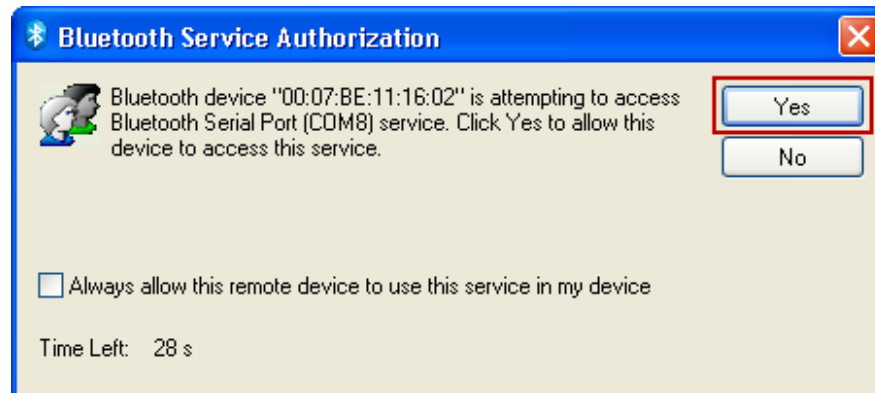 Bluetooth Service Authorization
Bluetooth device "00:07:BE:11:16:02" is attempting to access
Bluetooth Serial Port (COM8) service. Click Yes to allow this
device to access this service.
Yes
No
Always allow this remote device to use this service in my device
Time Left: 28 s